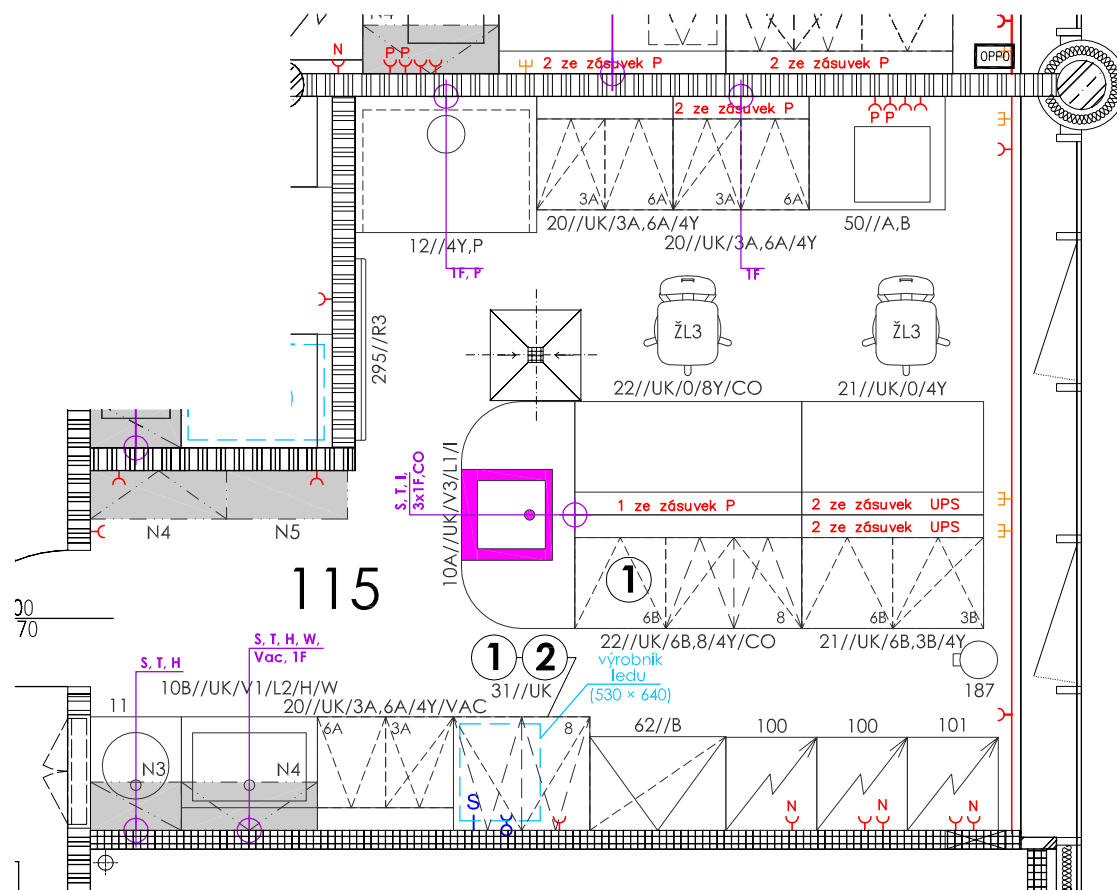 N4
N
P P
2 ze zásuvek P
2 ze zásuvek P
OPPO
2 ze zásuvek P
P P
3A
6A
3A
6A
12//4Y,P
20//UK/3A,6A/4Y
20//UK/3A,6A/4Y
50//A,B
1F, P
1F
295//R3
ŽL3
ŽL3
22//UK/0/8Y/CO
21//UK/0/4Y
S, T, I,
3x1F,CO
10A//UK/V3/L1/I
1 ze zásuvek P
2 ze zásuvek UPS
2 ze zásuvek UPS
N4
N5
115
1
6B
8
6B
3B
22//UK/6B,8/4Y/CO
21//UK/6B,3B/4Y
00
70
S, T, H
S, T, H, W,
Vac, 1F
1
2
výrobník
ledu
(530 × 640)
187
10B//UK/V1/L2/H/W
31//UK
11
20//UK/3A,6A/4Y/VAC
62//B
100
100
101
6A
3A
8
N3
N4
S
N
N
N